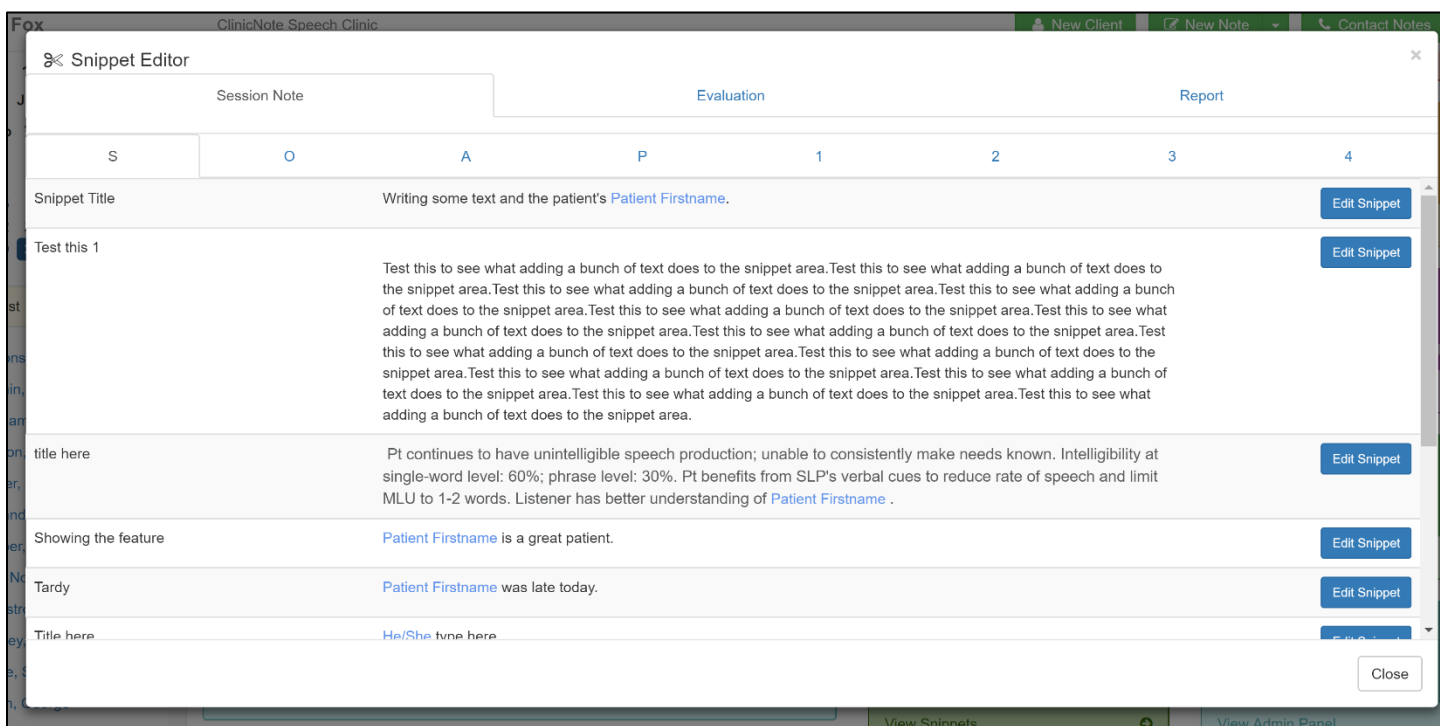 Fox ClinicNote Speech Clinic New Client New Note Contact Notes
Snippet Editor ×
Session Note Evaluation Report
S O A P 1 2 3 4
Snippet Title Writing some text and the patient's Patient Firstname. Edit Snippet
Test this 1 Edit Snippet
Test this to see what adding a bunch of text does to the snippet area.Test this to see what adding a bunch of text does to
the snippet area.Test this to see what adding a bunch of text does to the snippet area.Test this to see what adding a bunch
of text does to the snippet area.Test this to see what adding a bunch of text does to the snippet area.Test this to see what
adding a bunch of text does to the snippet area.Test this to see what adding a bunch of text does to the snippet area.Test
this to see what adding a bunch of text does to the snippet area.Test this to see what adding a bunch of text does to the
snippet area.Test this to see what adding a bunch of text does to the snippet area.Test this to see what adding a bunch of
text does to the snippet area.Test this to see what adding a bunch of text does to the snippet area.Test this to see what
adding a bunch of text does to the snippet area.
title here Pt continues to have unintelligible speech production; unable to consistently make needs known. Intelligibility at Edit Snippet
single-word level: 60%; phrase level: 30%. Pt benefits from SLP's verbal cues to reduce rate of speech and limit
MLU to 1-2 words. Listener has better understanding of Patient Firstname .
Showing the feature Patient Firstname is a great patient. Edit Snippet
Tardy Patient Firstname was late today. Edit Snippet
Title here He/She type here Edit Snippet
Close
View Snippets View Admin Panel